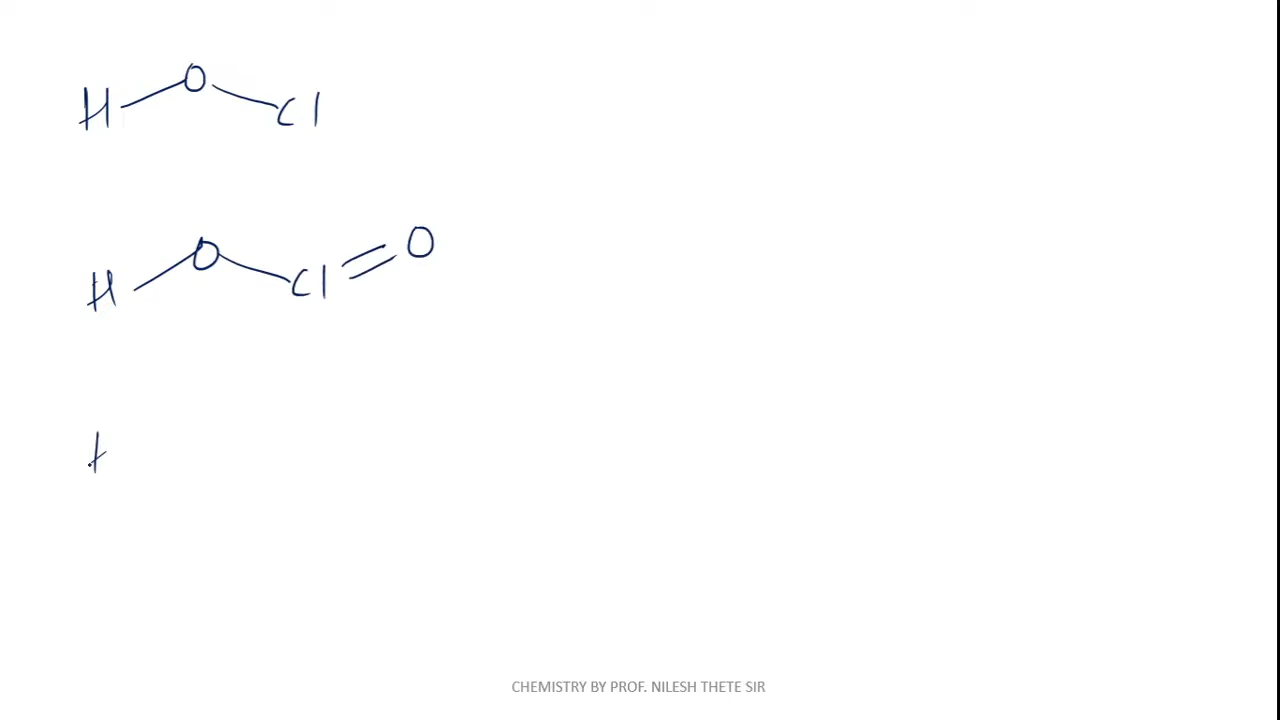 H O Cl
H O Cl = O
CHEMISTRY BY PROF. NILESH THETE SIR